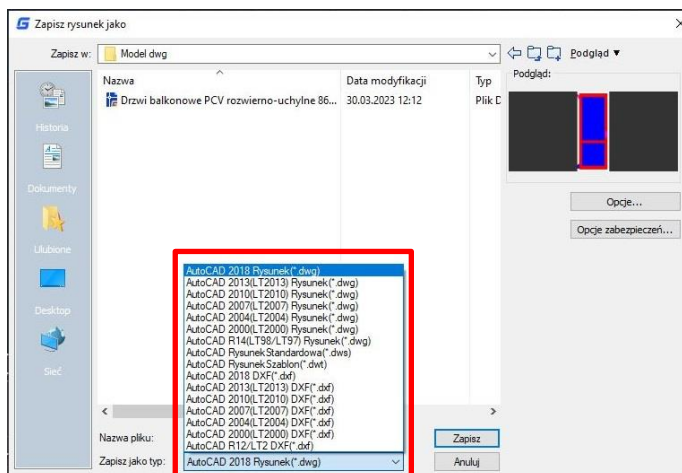 Zapisz rysunek jako
Zapisz w:
Model dwg
Podgląd
Nazwa
Data modyfikacji
Typ
Podgląd:
Drzwi balkonowe PCV rozwierno-uchylne 86...
30.03.2023 12:12
Plik D
Historia
Dokumenty
Ulubione
Desktop
Sieć
Opcje...
Opcje zabezpieczeń...
AutoCAD 2018 Rysunek(*.dwg)
AutoCAD 2013(LT2013) Rysunek(*.dwg)
AutoCAD 2010(LT2010) Rysunek(*.dwg)
AutoCAD 2007(LT2007) Rysunek(*.dwg)
AutoCAD 2004(LT2004) Rysunek(*.dwg)
AutoCAD 2000(LT2000) Rysunek(*.dwg)
AutoCAD R14(LT98/LT97) Rysunek(*.dwg)
AutoCAD Rysunek Standardowa(*.dws)
AutoCAD Rysunek Szablon(*.dwt)
AutoCAD 2018 DXF(*.dxf)
AutoCAD 2013(LT2013) DXF(*.dxf)
AutoCAD 2010(LT2010) DXF(*.dxf)
AutoCAD 2007(LT2007) DXF(*.dxf)
AutoCAD 2004(LT2004) DXF(*.dxf)
AutoCAD 2000(LT2000) DXF(*.dxf)
AutoCAD R12/LT2 DXF(*.dxf)
Nazwa pliku:
Zapisz
Zapisz jako typ:
AutoCAD 2018 Rysunek(*.dwg)
Anuluj